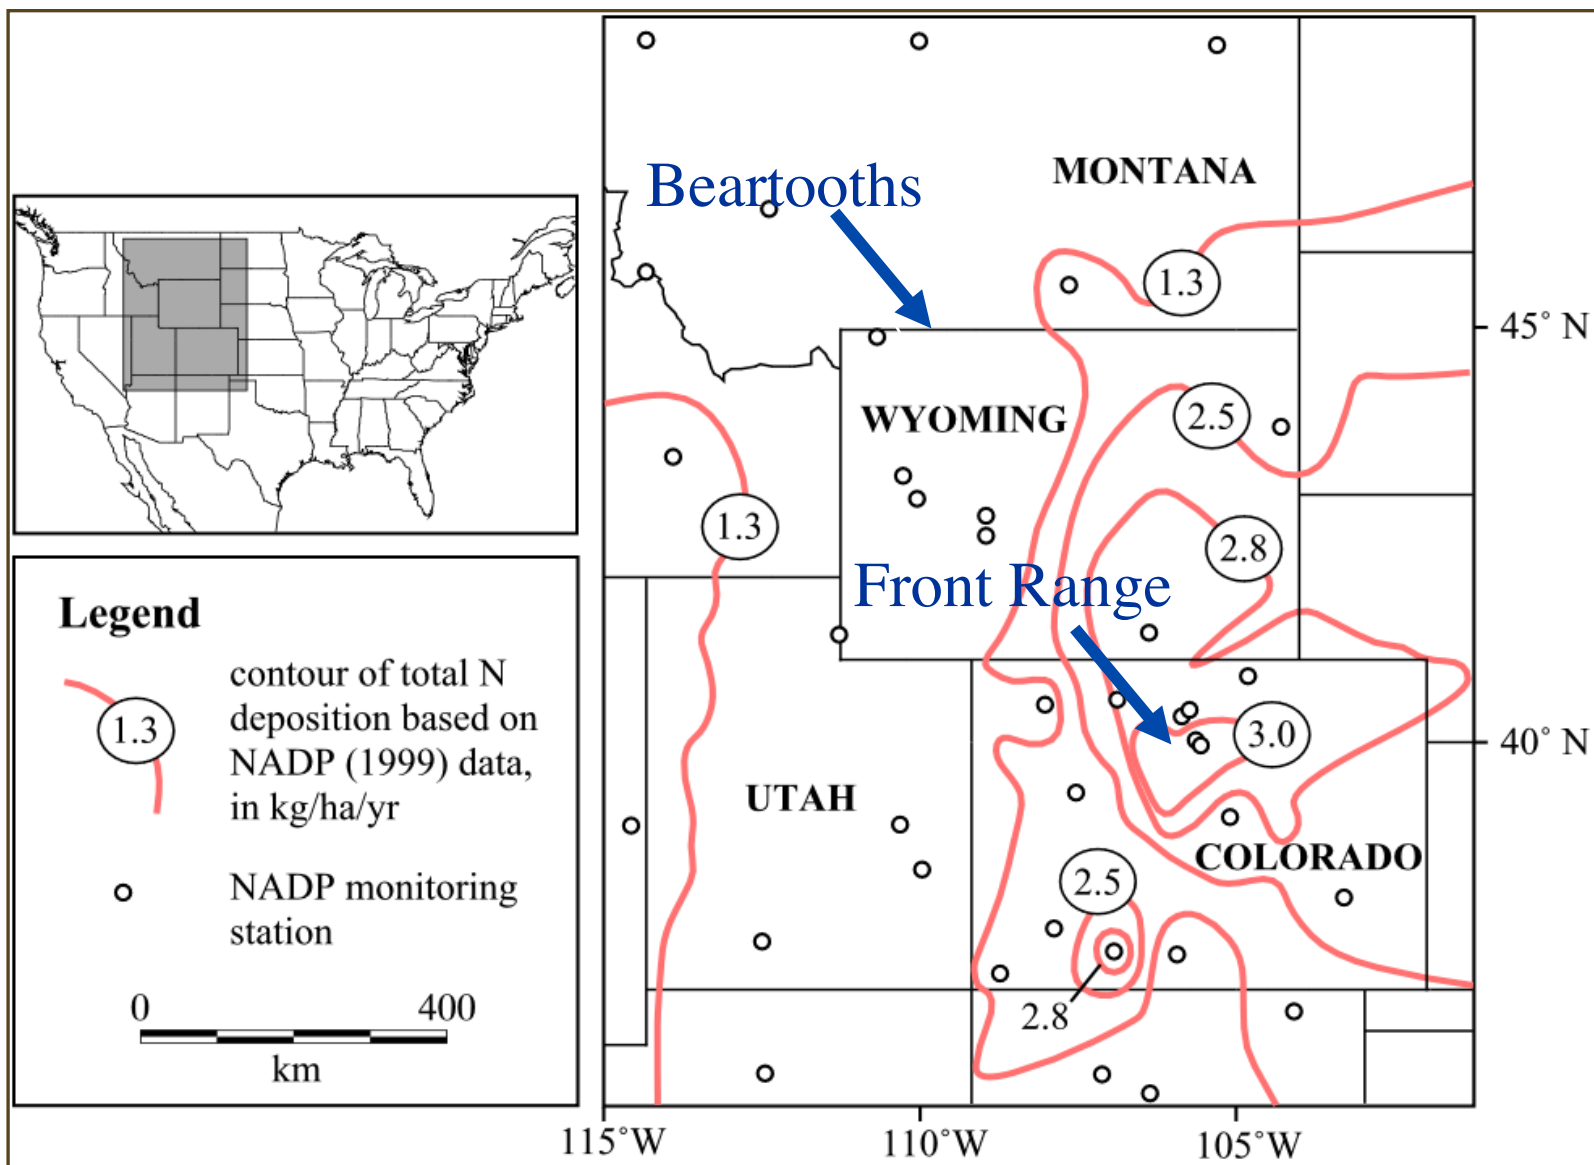 Beartooths
MONTANA
1.3
45° N
WYOMING
2.5
1.3
2.8
Front Range
3.0
40° N
UTAH
COLORADO
2.5
2.8
115°W
110°W
105°W
Legend
1.3
contour of total N
deposition based on
NADP (1999) data,
in kg/ha/yr
NADP monitoring
station
0
400
km